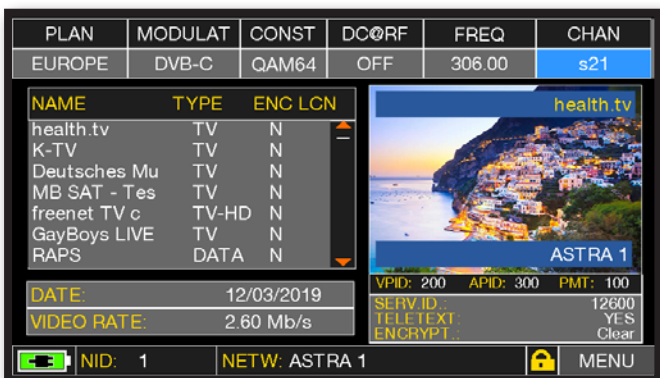 PLAN MODULAT CONST DC@RF FREQ CHAN
EUROPE DVB-C QAM64 OFF 306.00 s21
NAME TYPE ENC LCN
health.tv TV N
K-TV TV N
Deutsches Mu TV N
MB SAT - Tes TV N
freenet TV c TV-HD N
GayBoys LIVE TV N
RAPS DATA N
DATE: 12/03/2019
VIDEO RATE: 2.60 Mb/s
health.tv
ASTRA 1
VPID: 200 APID: 300 PMT: 100
SERV.ID.: 12600
TELETEXT: YES
ENCRYPT.: Clear
NID: 1 NETW: ASTRA 1 MENU